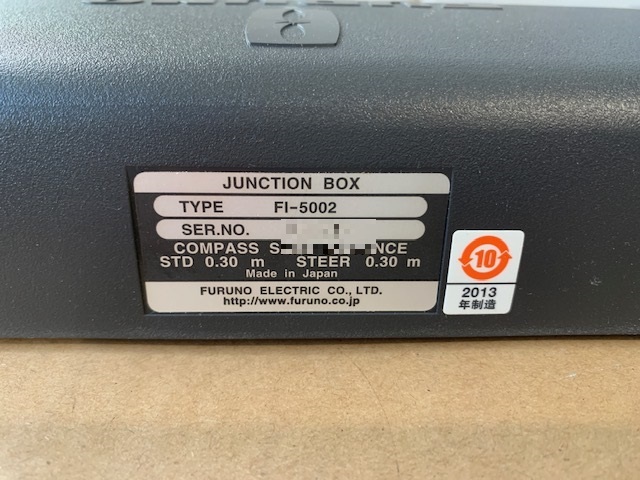 JUNCTION BOX
TYPE FI-5002
SER.NO.
COMPASS
STD 0.30 m STEER 0.30 m
Made in Japan
FURUNO ELECTRIC CO., LTD.
http://www.furuno.co.jp
10
2013
年制造